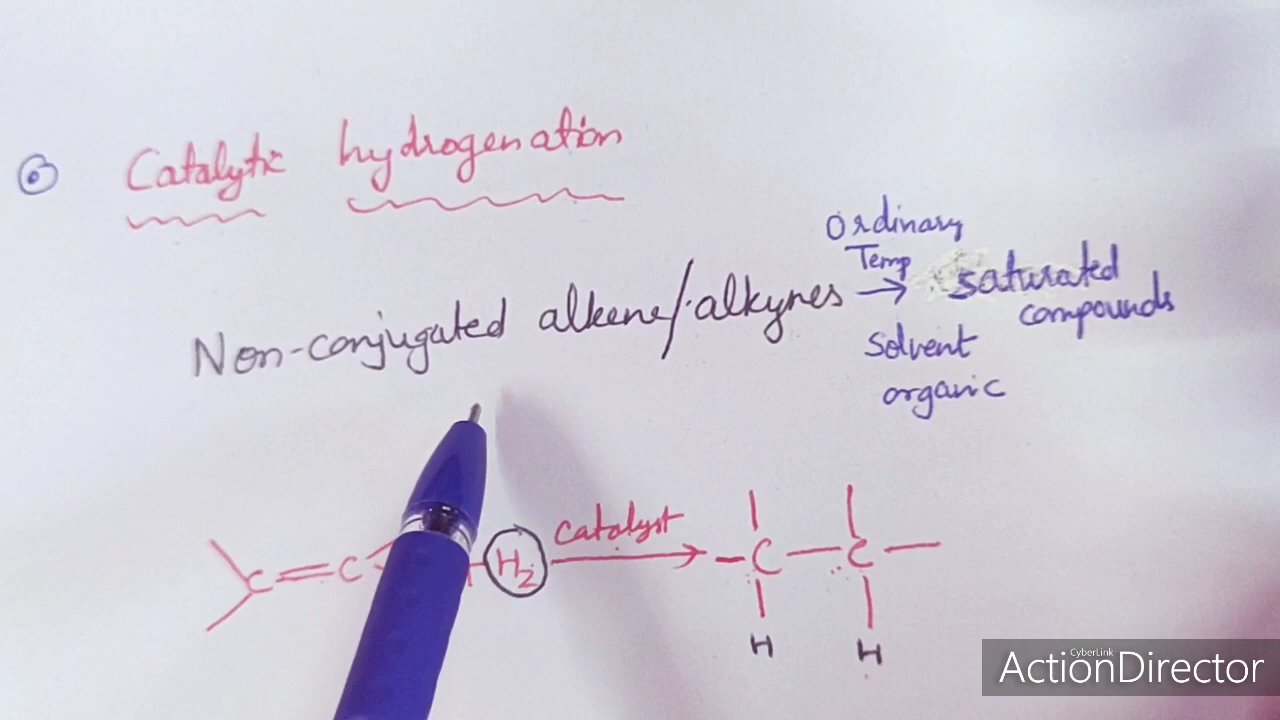 Catalytic hydrogenation
Non-conjugated alkene/alkynes → saturated compounds
Ordinary
Temp
Solvent
organic
C=C + H2 catalyst → -C-C-
H H
CyberLink
ActionDirector